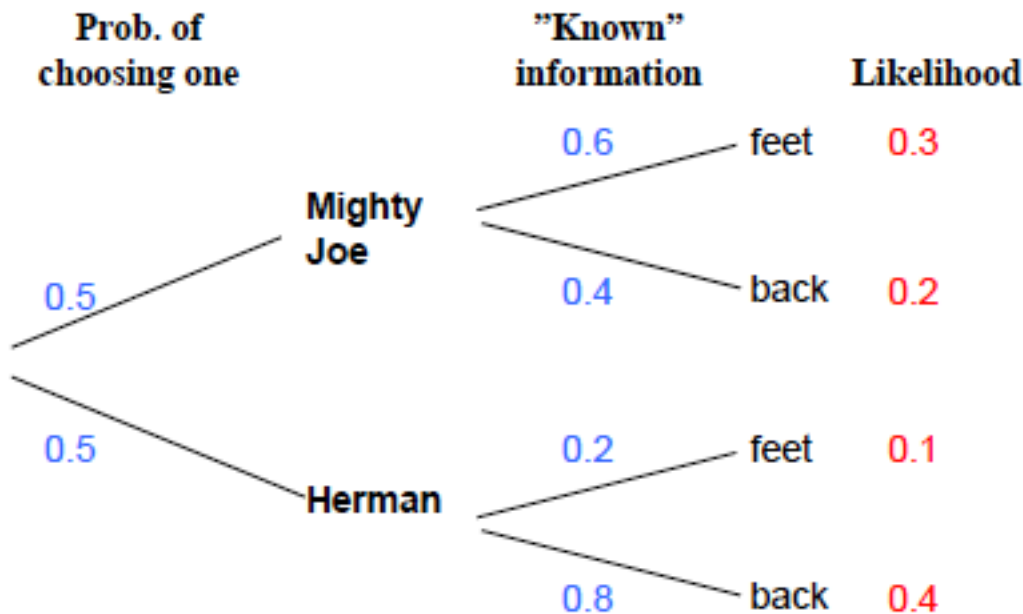 Prob. of
choosing one
”Known”
information
Likelihood
0.6
feet
0.3
Mighty
Joe
0.5
0.4
back
0.2
0.5
0.2
feet
0.1
Herman
0.8
back
0.4